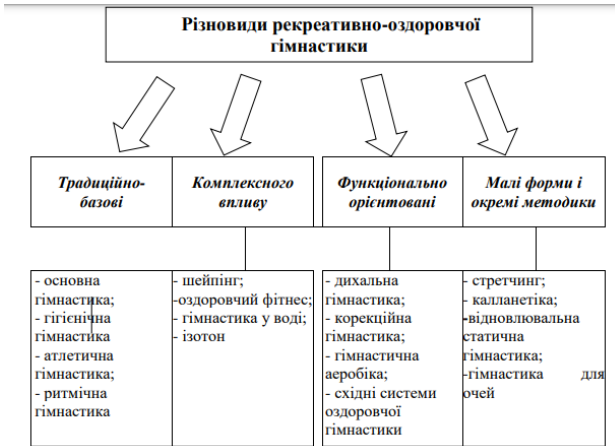 Різновиди рекреативно-оздоровчої
гімнастики
Традиційно-
базові
Комплексного
впливу
Функціонально
орієнтовані
Малі форми і
окремі методики
- основна
гімнастика;
- гігієнічна
гімнастика
- атлетична
гімнастика;
- ритмічна
гімнастика
- шейпінг;
-оздоровчий фітнес;
- гімнастика у воді;
- ізотон
- дихальна
гімнастика;
- корекційна
гімнастика;
- гімнастична
аеробіка;
- східні системи
оздоровчої
гімнастики
- стретчинг;
- калланетіка;
-відновлювальна
статична
гімнастика;
-гімнастика для
очей